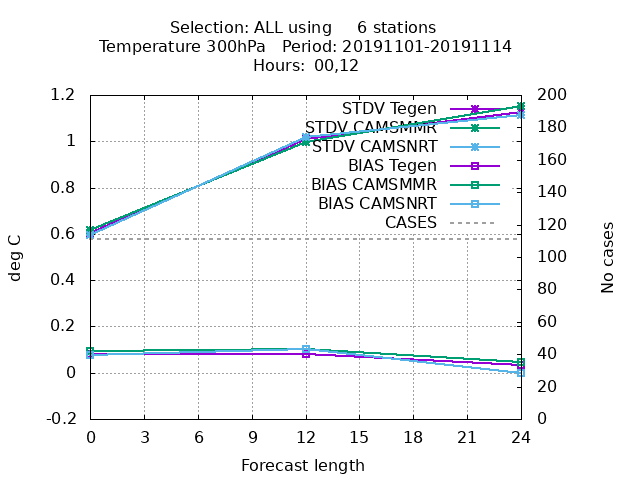 Selection: ALL using     6 stations
Temperature 300hPa   Period: 20191101-20191114
Hours:  00,12
1.2
1
0.8
0.6
0.4
0.2
0
-0.2
deg C
STDV Tegen
STDV CAMSMMR
STDV CAMSNRT
BIAS Tegen
BIAS CAMSMMR
BIAS CAMSNRT
CASES
200
180
160
140
120
100
80
60
40
20
0
No cases
0 3 6 9 12 15 18 21 24
Forecast length